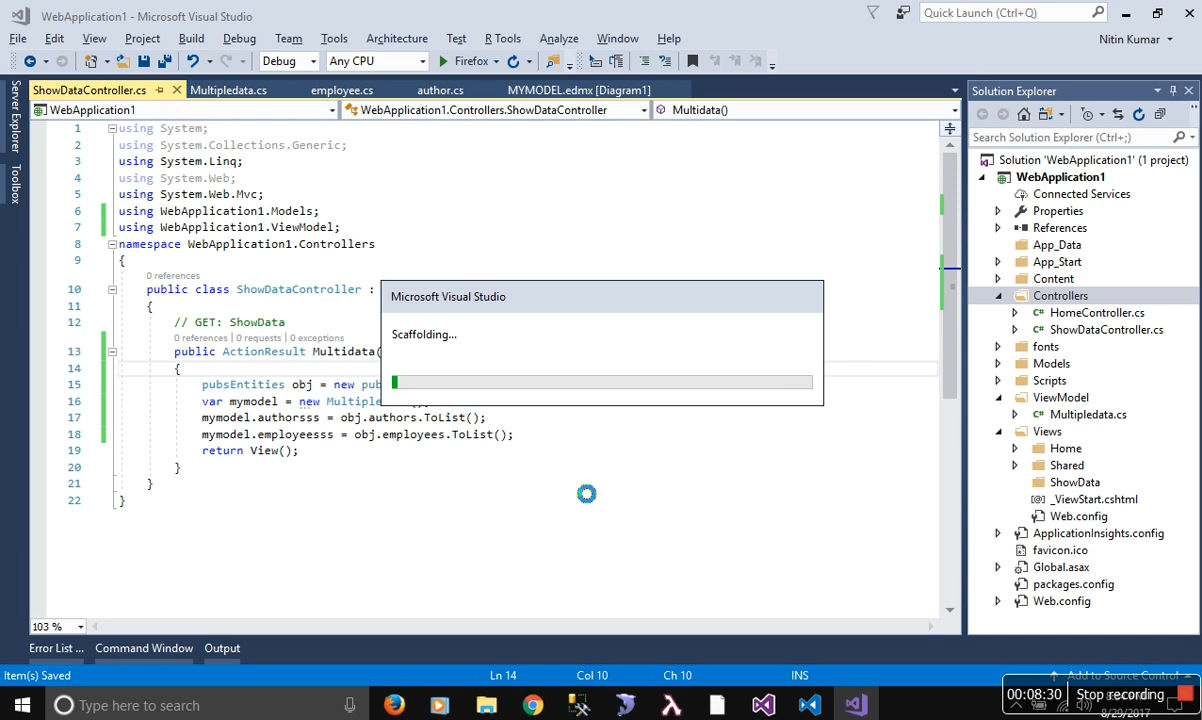 WebApplication1 - Microsoft Visual Studio
Quick Launch (Ctrl+Q)
File Edit View Project Build Debug Team Tools Architecture Test R Tools Analyze Window Help
Nitin Kumar
Debug Any CPU Firefox
ShowDataController.cs Multipledata.cs employee.cs author.cs MYMODEL.edmx [Diagram1]
WebApplication1 WebApplication1.Controllers.ShowDataController Multidata()
Server Explorer
Toolbox
1 using System;
2 using System.Collections.Generic;
3 using System.Linq;
4 using System.Web;
5 using System.Web.Mvc;
6 using WebApplication1.Models;
7 using WebApplication1.ViewModel;
8 namespace WebApplication1.Controllers
9 {
0 references
10 public class ShowDataController :
11 {
12 // GET: ShowData
0 references | 0 requests | 0 exceptions
13 public ActionResult Multidata(
14 {
15 pubsEntities obj = new
16 var mymodel = new
17 mymodel.authorsss = obj.authors.ToList();
18 mymodel.employeesss = obj.employees.ToList();
19 return View();
20 }
21 }
22 }
Microsoft Visual Studio
Scaffolding...
103 %
Error List ... Command Window Output
Item(s) Saved Ln 14 Col 10 Ch 10 INS Add to Source Control
Solution Explorer
Search Solution Explorer (Ctrl+;)
Solution 'WebApplication1' (1 project)
WebApplication1
Connected Services
Properties
References
App_Data
App_Start
Content
Controllers
C# HomeController.cs
C# ShowDataController.cs
fonts
Models
Scripts
ViewModel
C# Multipledata.cs
Views
Home
Shared
ShowData
[@] _ViewStart.cshtml
Web.config
ApplicationInsights.config
favicon.ico
Global.asax
packages.config
Web.config
Type here to search
00:08:30 Stop recording
8/29/2017